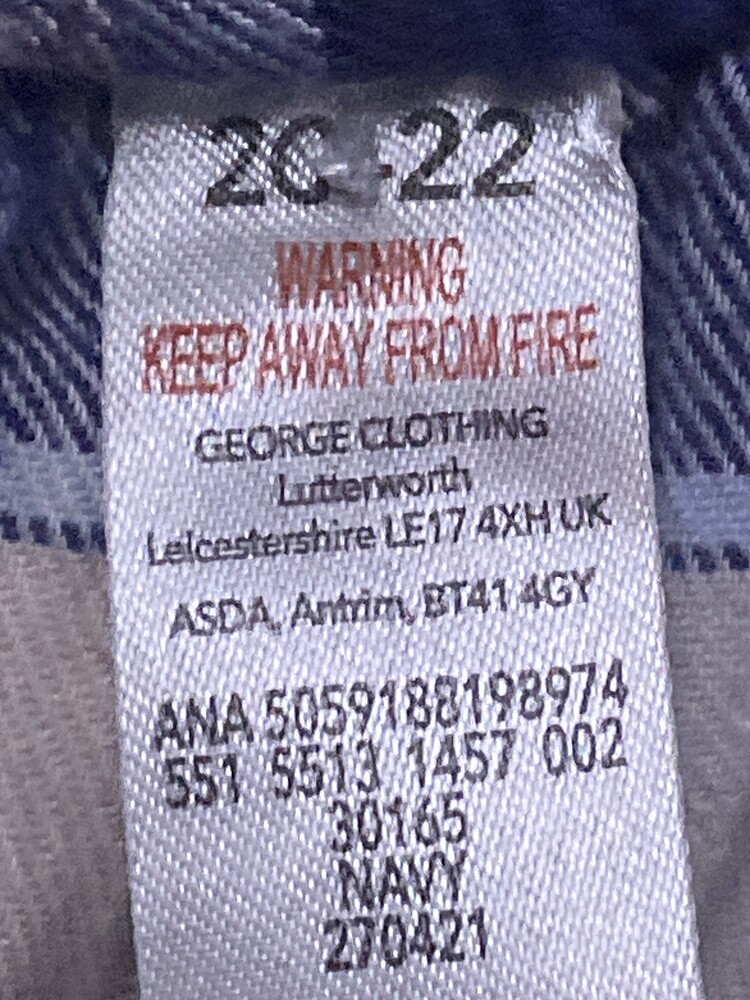 20-22
WARNING
KEEP AWAY FROM FIRE
GEORGE CLOTHING
Lutterworth
Leicestershire LE17 4XH UK
ASDA, Antrim, BT41 4GY
ANA 5059188198974
551 5513 1457 002
30165
NAVY
270421